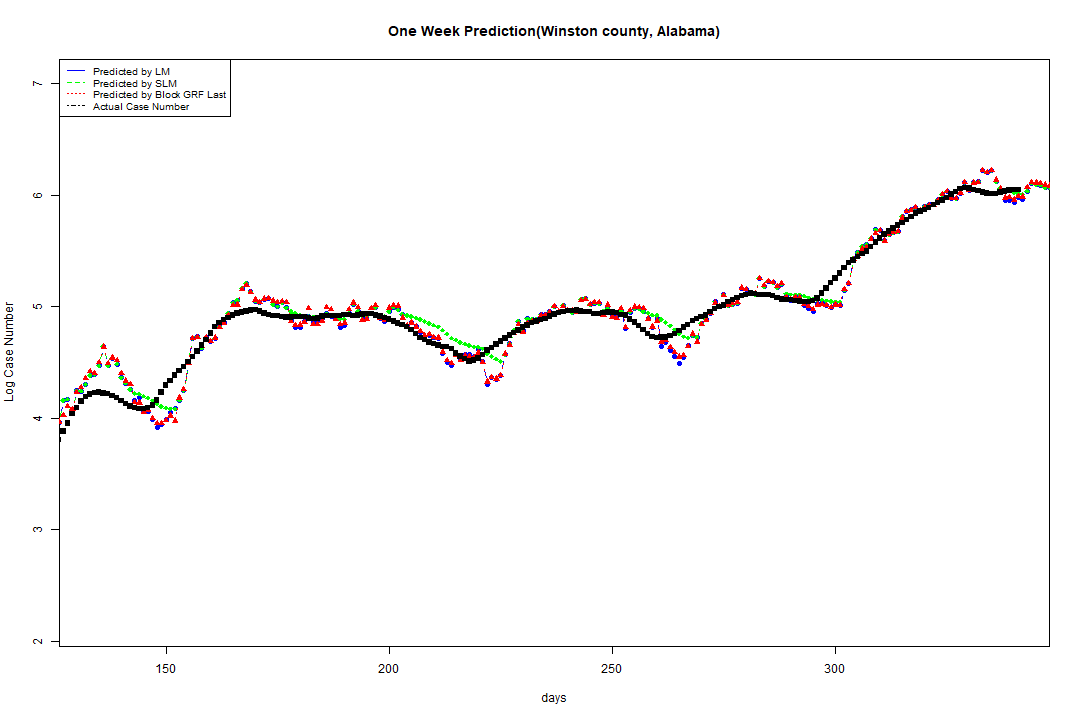 One Week Prediction(Winston county, Alabama)
Predicted by LM
Predicted by SLM
Predicted by Block GRF Last
Actual Case Number
7
6
5
4
3
2
Log Case Number
150
200
250
300
days